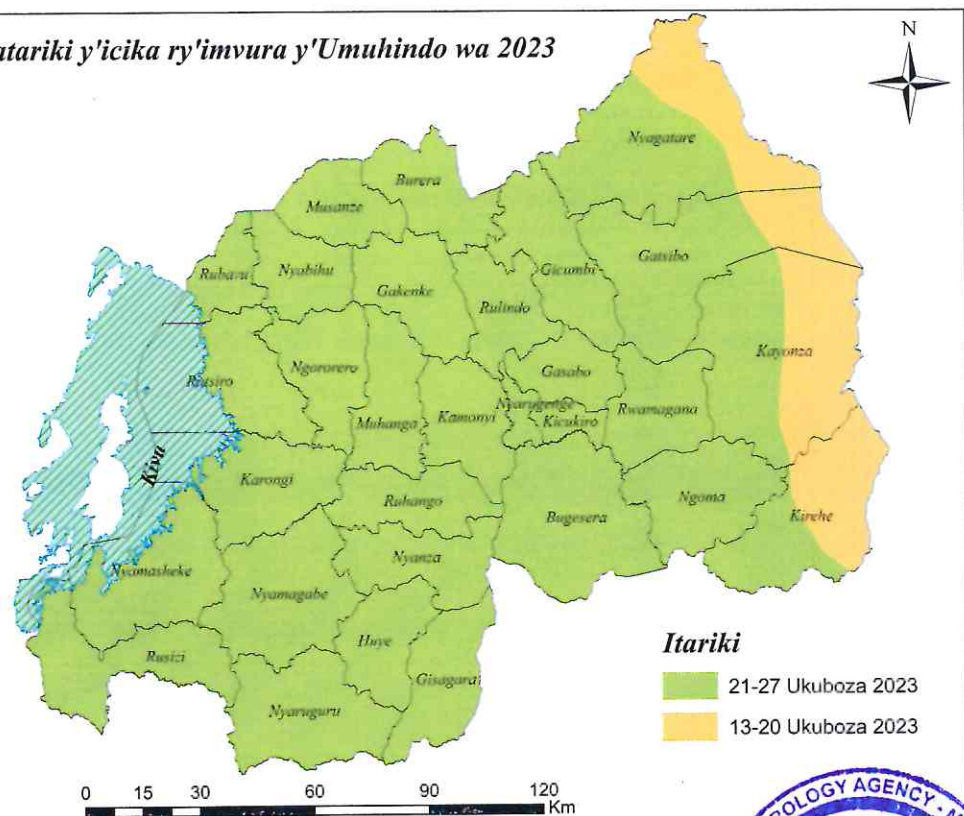 atariki y'icika ry'imvura y'Umuhindo wa 2023
N
Nyagatare
Burera
Musanze
Gatsibo
Gicumbi
Rubavu
Nyabihu
Gakenke
Rulindo
Kayonza
Rutsiro
Ngororero
Gasabo
Nyarugenge
Kicukiro
Rwamagana
Muhanga
Kamonyi
Kivu
Karongi
Ruhango
Bugesera
Ngoma
Kirehe
Nyanza
Nyamasheke
Nyamagabe
Huye
Rusizi
Gisagara
Nyaruguru
Itariki
21-27 Ukuboza 2023
13-20 Ukuboza 2023
0 15 30 60 90 120
Km
OLOGY AGENCY